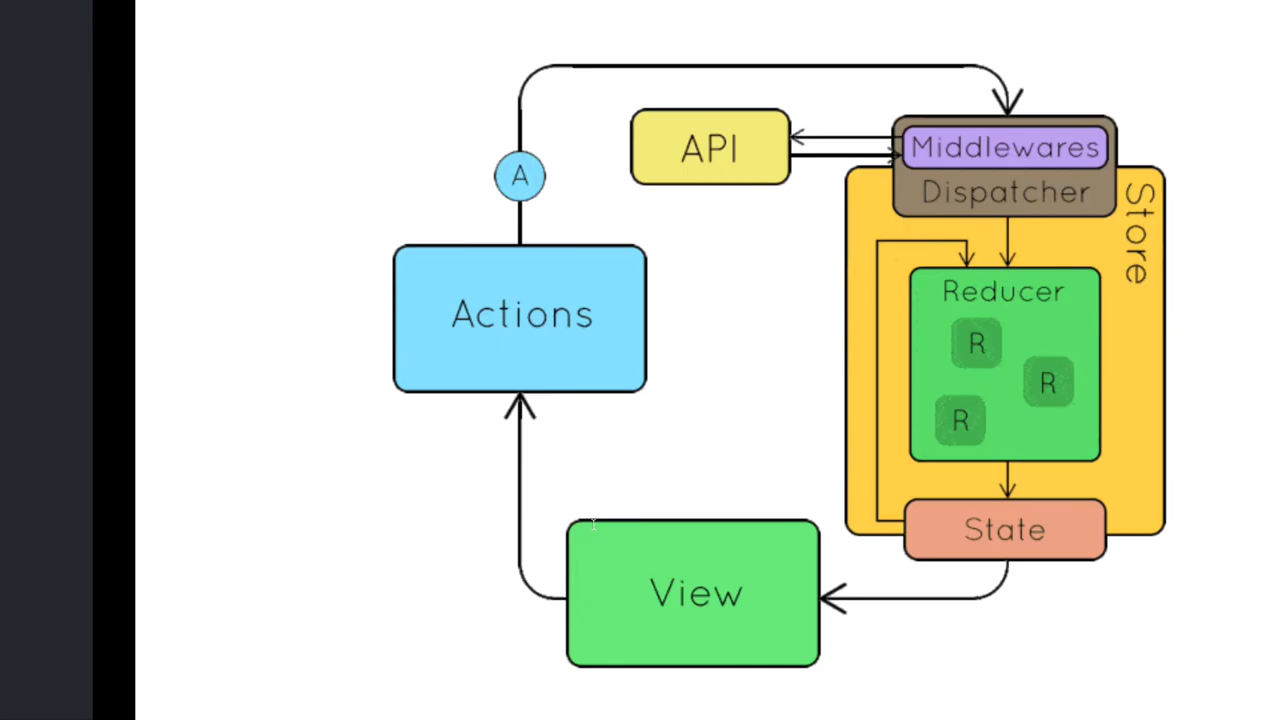 API
Middlewares
A
Dispatcher
Store
Actions
Reducer
R
R
R
State
View